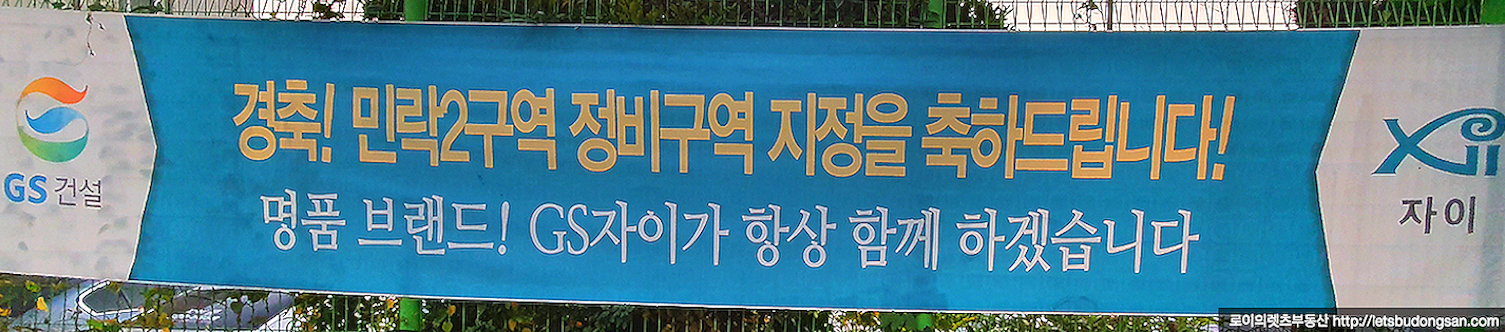 GS 건설
경축! 민락2구역 정비구역 지정을 축하드립니다!
명품 브랜드! GS자이가 항상 함께 하겠습니다
Xi
자이
로이의렛츠부동산 http://letsbudongsan.com